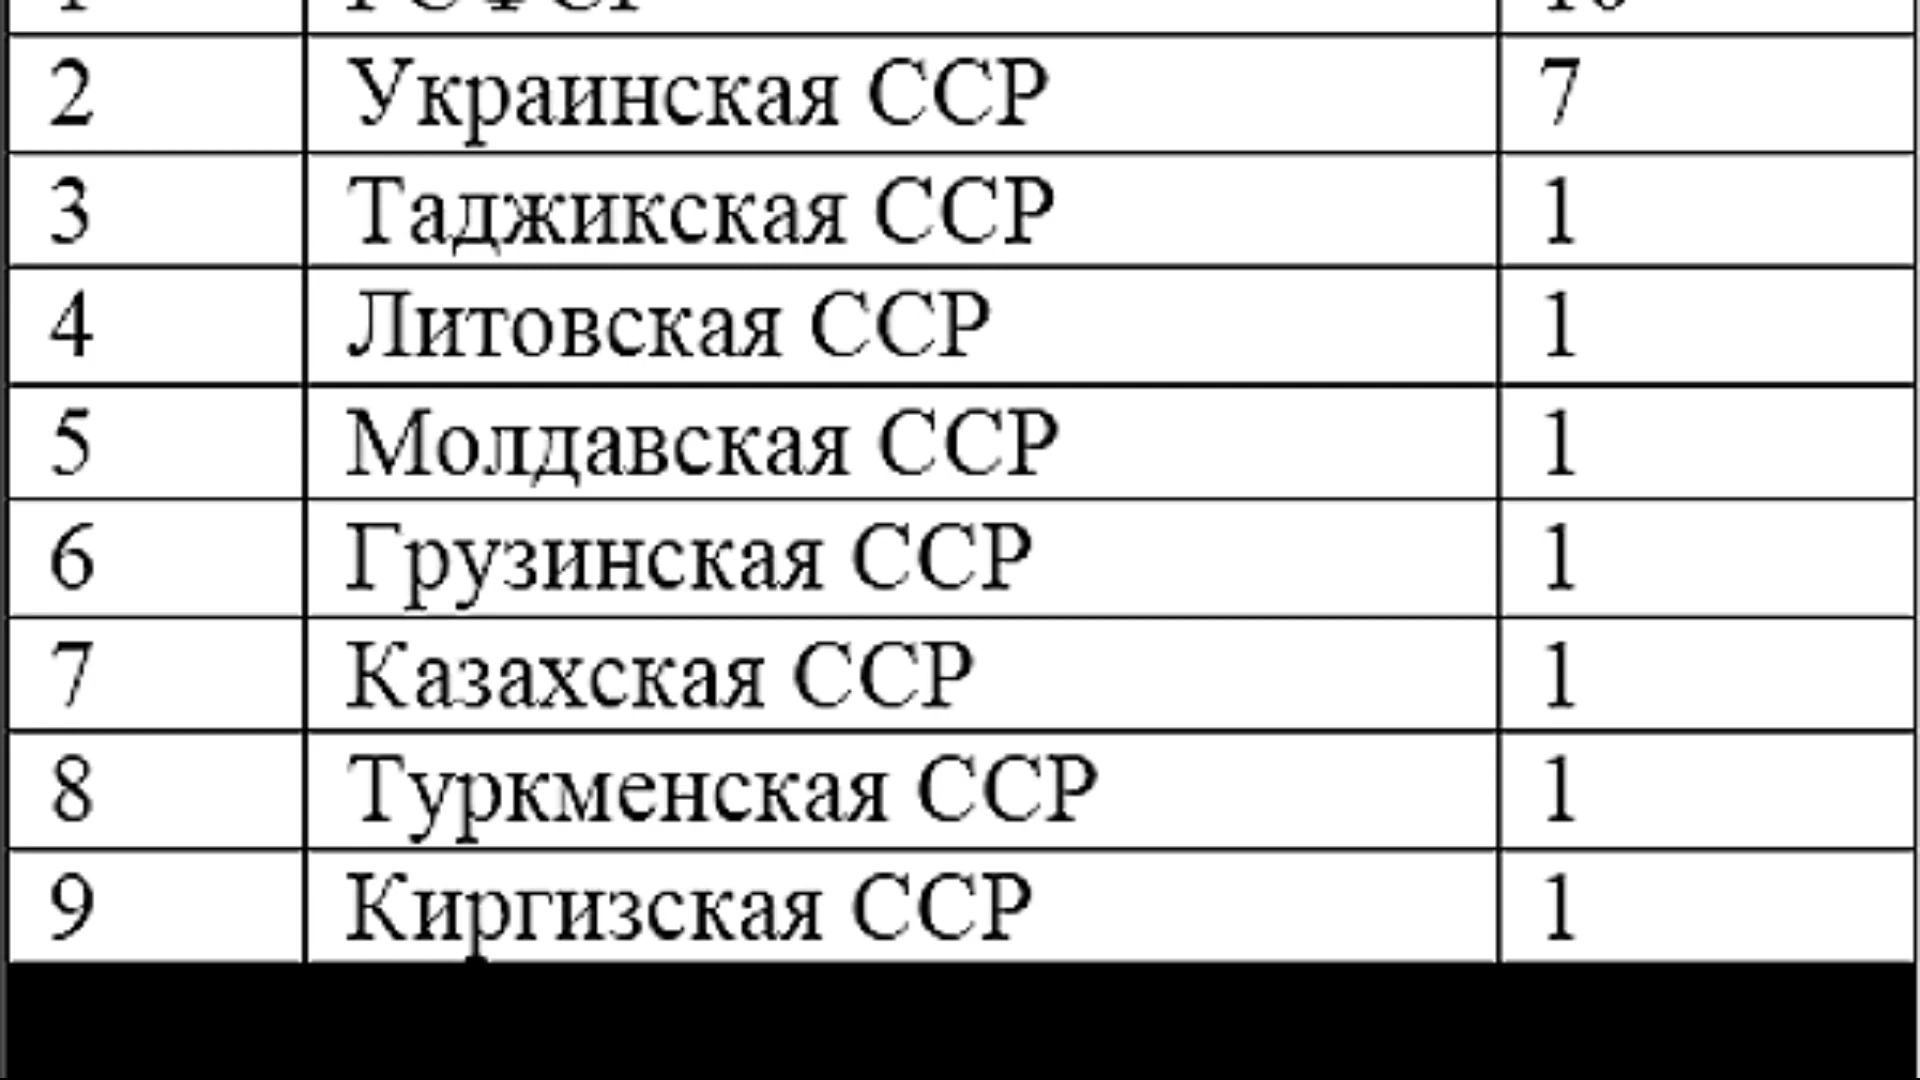 2 Украинская ССР 7
3 Таджикская ССР 1
4 Литовская ССР 1
5 Молдавская ССР 1
6 Грузинская ССР 1
7 Казахская ССР 1
8 Туркменская ССР 1
9 Киргизская ССР 1